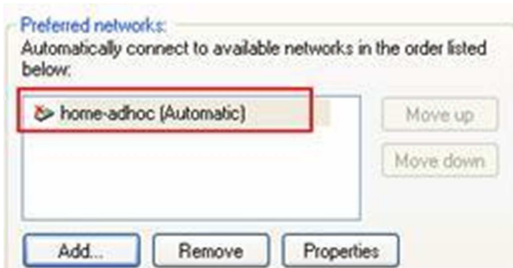 Preferred networks:
Automatically connect to available networks in the order listed
below:
home-adhoc (Automatic)
Move up
Move down
Add...
Remove
Properties